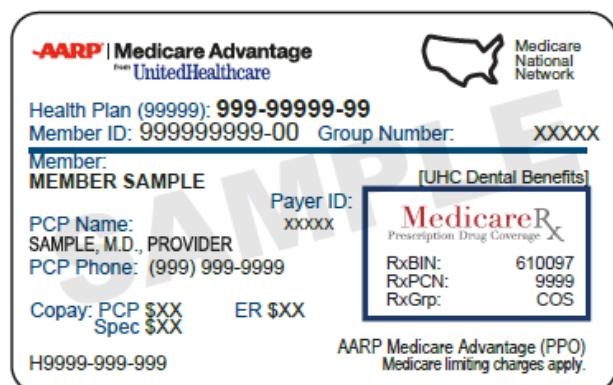 AARP | Medicare Advantage
from UnitedHealthcare
Medicare
National
Network
Health Plan (99999): 999-99999-99
Member ID: 999999999-00 Group Number: XXXXX
Member:
MEMBER SAMPLE
[UHC Dental Benefits]
Payer ID:
XXXXX
PCP Name:
SAMPLE, M.D., PROVIDER
PCP Phone: (999) 999-9999
MedicareRx
Prescription Drug Coverage
RxBIN: 610097
RxPCN: 9999
RxGrp: COS
Copay: PCP $XX ER $XX
Spec $XX
H9999-999-999
AARP Medicare Advantage (PPO)
Medicare limiting charges apply.
SAMPLE